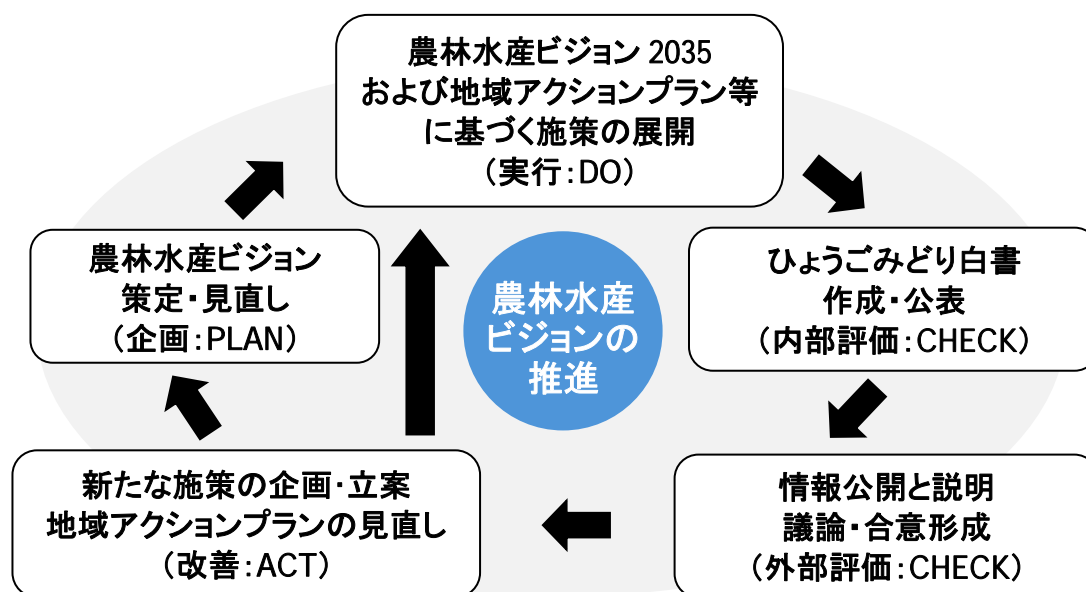 農林水産ビジョン 2035
および地域アクションプラン等
に基づく施策の展開
（実行：DO）
農林水産ビジョン
策定・見直し
（企画：PLAN）
農林水産
ビジョンの
推進
ひょうごみどり白書
作成・公表
（内部評価：CHECK）
新たな施策の企画・立案
地域アクションプランの見直し
（改善：ACT）
情報公開と説明
議論・合意形成
（外部評価：CHECK）